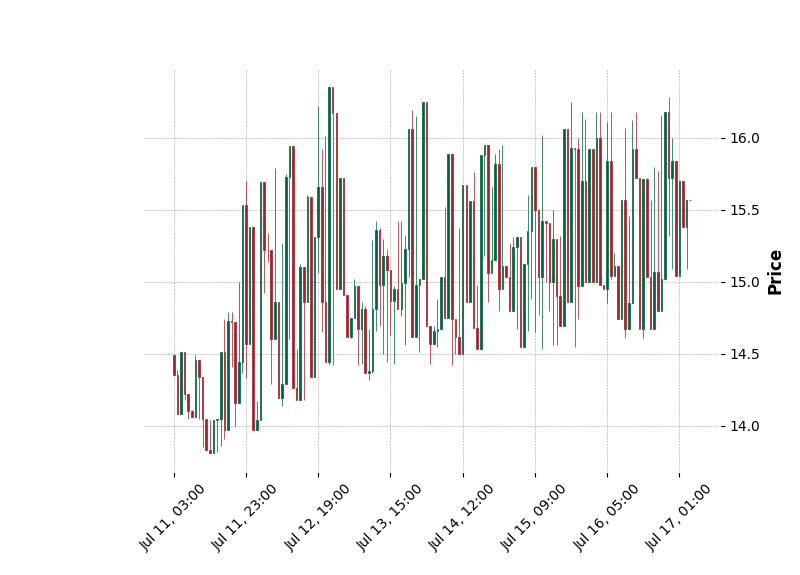 16.0
15.5
15.0
14.5
14.0
Price
Jul 11, 03:00
Jul 11, 23:00
Jul 12, 19:00
Jul 13, 15:00
Jul 14, 12:00
Jul 15, 09:00
Jul 16, 05:00
Jul 17, 01:00